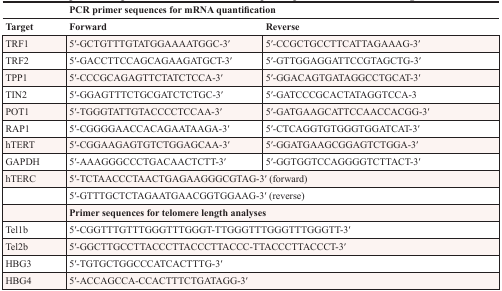 PCR primer sequences for mRNA quantification
Target Forward Reverse
TRF1 5′-GCTGTTTGTATGGAAAATGGC-3′ 5′-CCGCTGCCTTCATTAGAAAG-3′
TRF2 5′-GACCTTCCAGCAGAAGATGCT-3′ 5′-GTTGGAGGATTCCGTAGCTG-3′
TPP1 5′-CCCGCAGAGTTCTATCTCCA-3′ 5′-GGACAGTGATAGGCCTGCAT-3′
TIN2 5′-GGAGTTTCTGCGATCTCTGC-3′ 5′-GATCCCGCACTATAGGTCCA-3
POT1 5′-TGGGTATTGTACCCCTCCAA-3′ 5′-GATGAAGCATTCCAACCACGG-3′
RAP1 5′-CGGGGAACCACAGAATAAGA-3′ 5′-CTCAGGTGTGGGTGGATCAT-3′
hTERT 5′-CGGAAGAGTGTCTGGAGCAA-3′ 5′-GGATGAAGCGGAGTCTGGA-3′
GAPDH 5′-AAAGGGCCCTGACAACTCTT-3′ 5′-GGTGGTCCAGGGGTCTTACT-3′
hTERC 5′-TCTAACCCTAACTGAGAAGGGCGTAG-3′ (forward)
5′-GTTTGCTCTAGAATGAACGGTGGAAG-3′ (reverse)
Primer sequences for telomere length analyses
Tel1b 5′-CGGTTTGTTTGGGTTTGGGT-TTGGGTTTGGGTTTGGGTT-3′
Tel2b 5′-GGCTTGCCTTACCCTTACCCTTACCC-TTACCCTTACCCT-3′
HBG3 5′-TGTGCTGGCCCATCACTTTG-3′
HBG4 5′-ACCAGCCA-CCACTTTCTGATAGG-3′